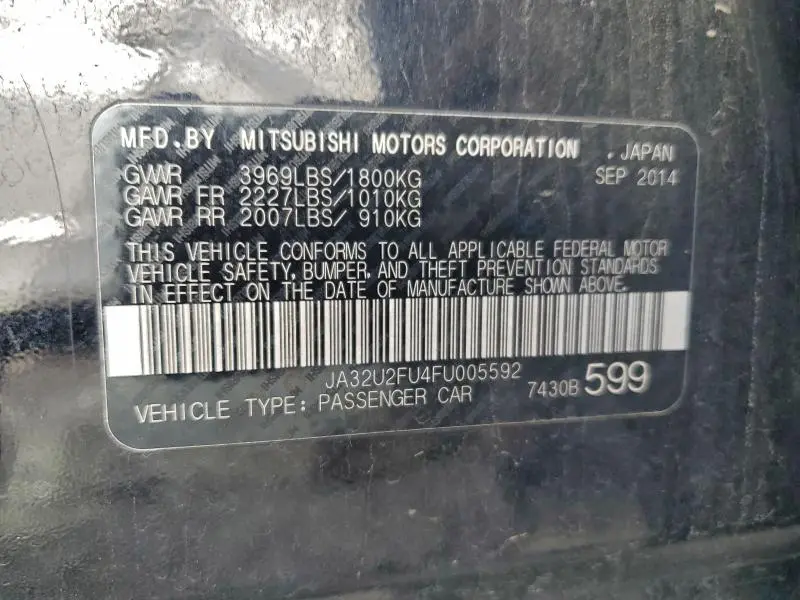 MFD.BY MITSUBISHI MOTORS CORPORATION . JAPAN
GVWR 3969LBS/1800KG SEP 2014
GAWR FR 2227LBS/1010KG
GAWR RR 2007LBS/ 910KG
THIS VEHICLE CONFORMS TO ALL APPLICABLE FEDERAL MOTOR
VEHICLE SAFETY, BUMPER, AND THEFT PREVENTION STANDARDS
IN EFFECT ON THE DATE OF MANUFACTURE SHOWN ABOVE.
JA32U2FU4FU005592
VEHICLE TYPE: PASSENGER CAR 7430B 599